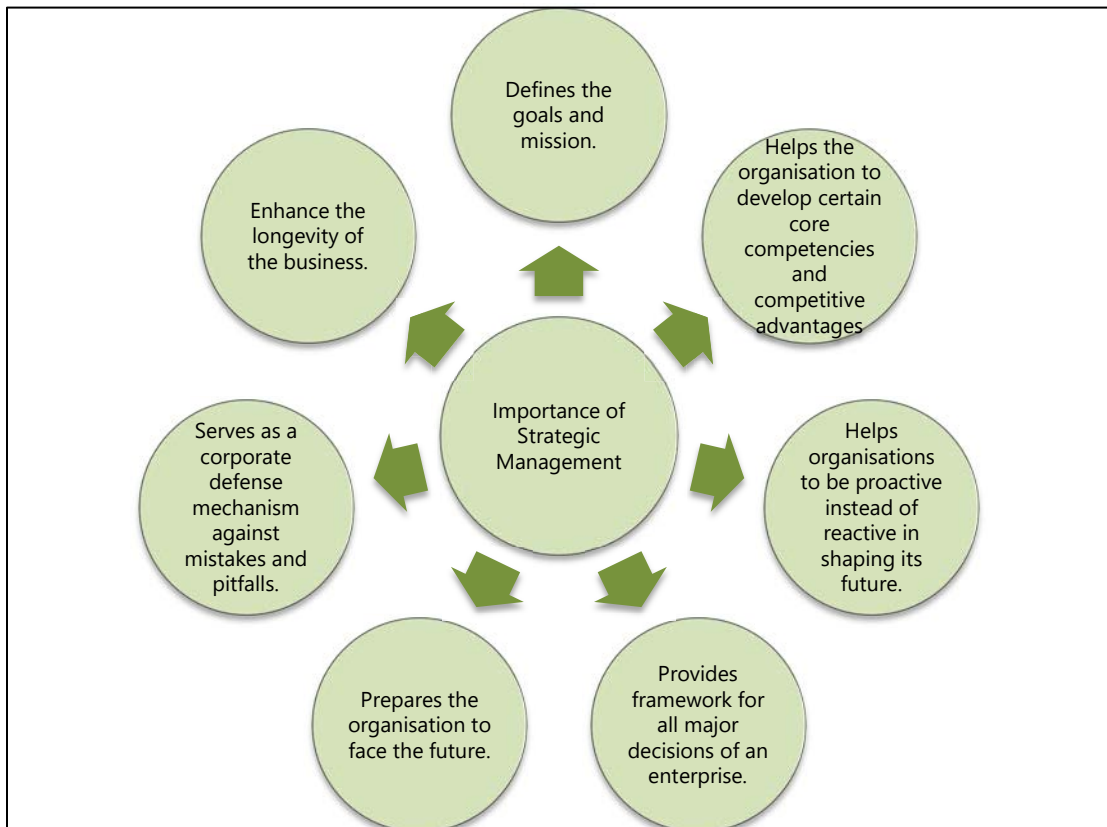 Defines the
goals and
mission.
Helps the
organisation to
develop certain
core
competencies
and
competitive
advantages
Helps
organisations
to be proactive
instead of
reactive in
shaping its
future.
Provides
framework for
all major
decisions of an
enterprise.
Prepares the
organisation to
face the future.
Serves as a
corporate
defense
mechanism
against
mistakes and
pitfalls.
Enhance the
longevity of
the business.
Importance of
Strategic
Management